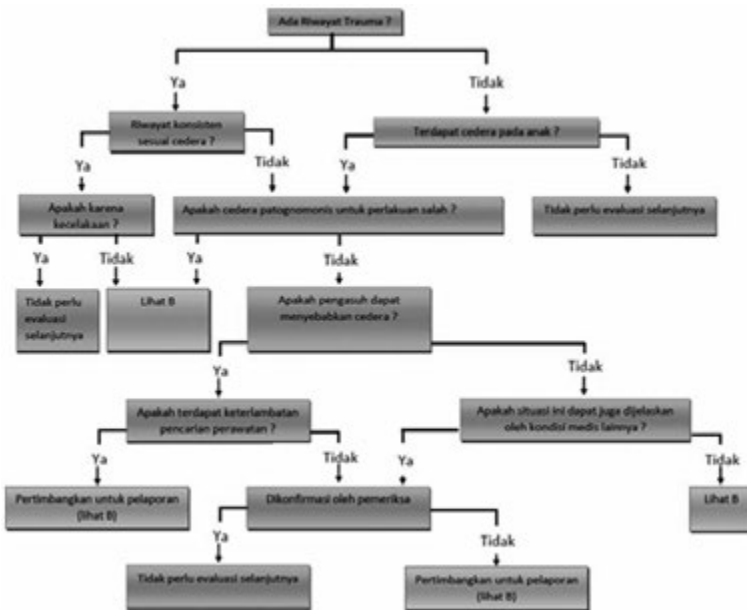 Ada Riwayat Trauma ?
Ya
Tidak
Riwayat konsisten
sesuai cedera ?
Terdapat cedera pada anak ?
Ya
Tidak
Ya
Tidak
Apakah karena
kecelakaan ?
Apakah cedera patognomonis untuk perlakuan salah ?
Tidak perlu evaluasi selanjutnya
Ya
Tidak
Ya
Tidak
Tidak perlu
evaluasi
selanjutnya
Lihat B
Apakah pengasuh dapat
menyebabkan cedera ?
Ya
Tidak
Apakah terdapat keterlambatan
pencarian perawatan ?
Apakah situasi ini dapat juga dijelaskan
oleh kondisi medis lainnya ?
Ya
Tidak
Ya
Tidak
Pertimbangkan untuk pelaporan
(lihat B)
Dikonfirmasi oleh pemeriksa
Lihat B
Ya
Tidak
Tidak perlu evaluasi selanjutnya
Pertimbangkan untuk pelaporan
(lihat B)